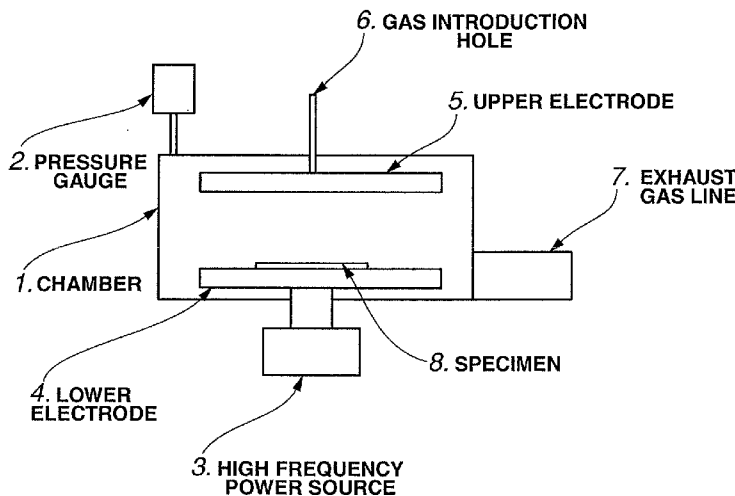 6. GAS INTRODUCTION
HOLE
5. UPPER ELECTRODE
2. PRESSURE
GAUGE
7. EXHAUST
GAS LINE
1. CHAMBER
8. SPECIMEN
4. LOWER
ELECTRODE
3. HIGH FREQUENCY
POWER SOURCE